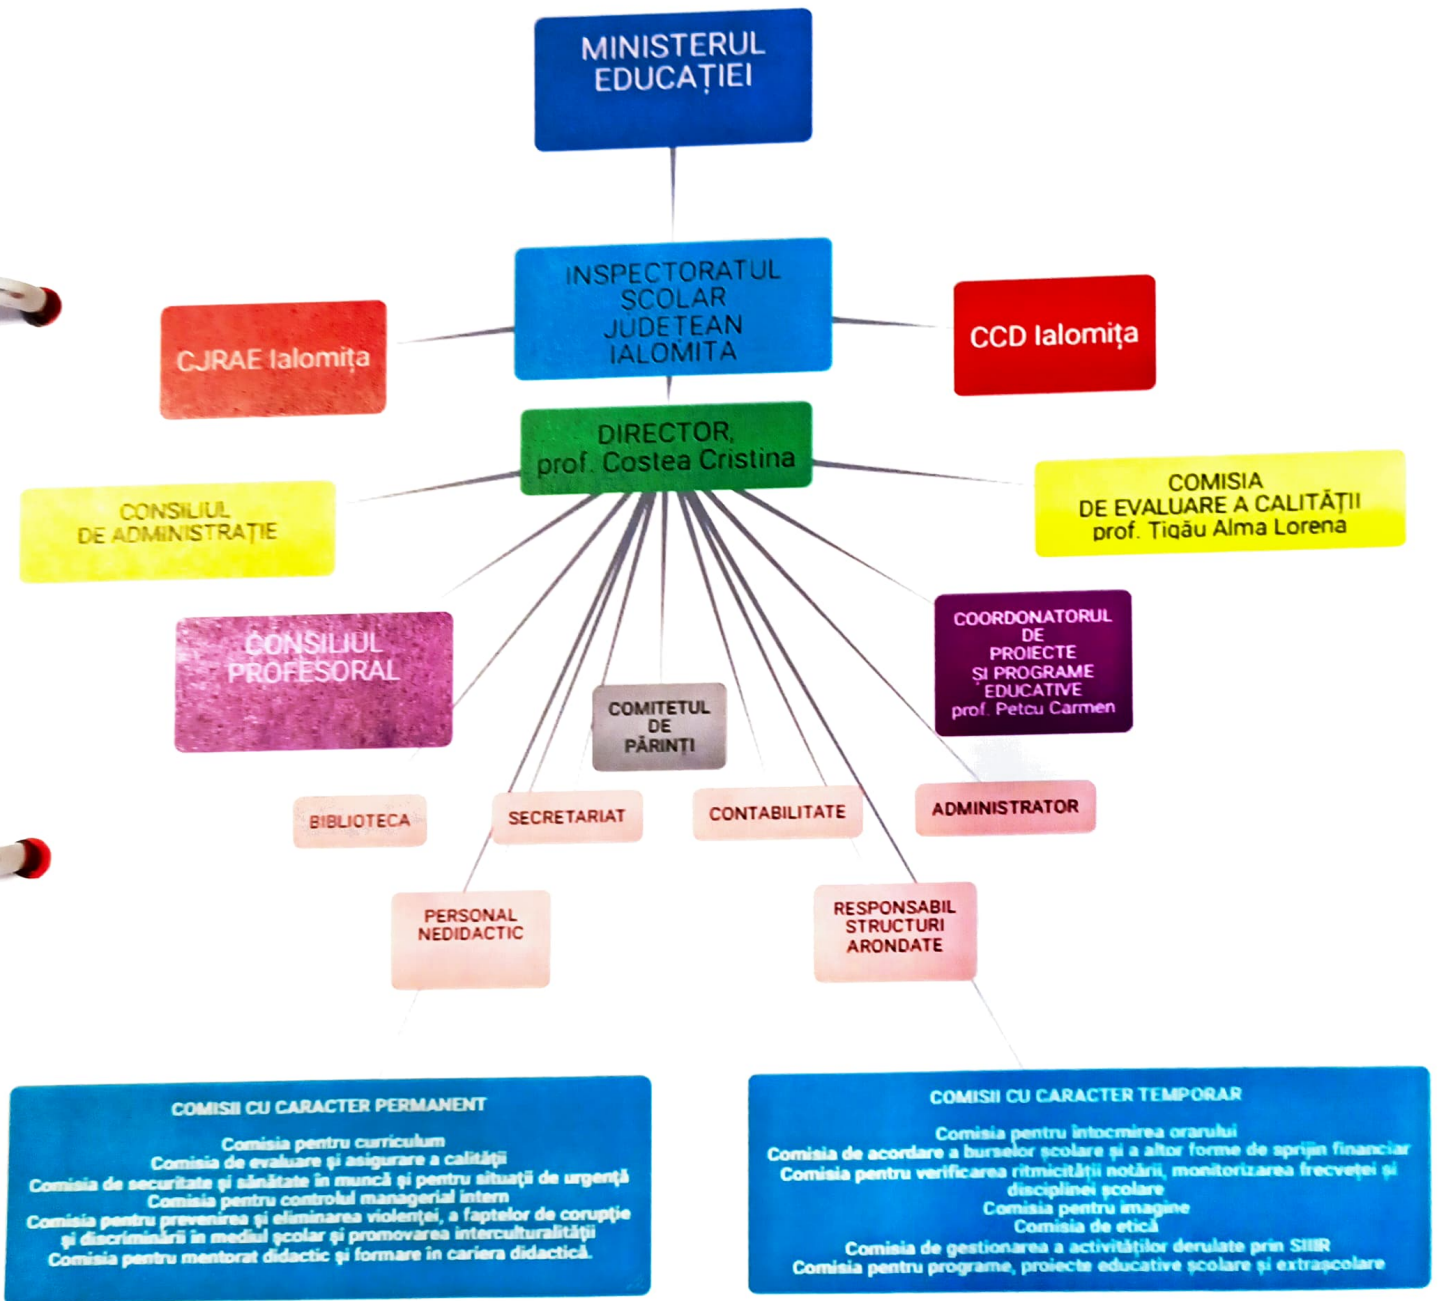 MINISTERUL
EDUCAȚIEI
INSPECTORATUL
ȘCOLAR
JUDEȚEAN
IALOMIȚA
CJRAE Ialomița
CCD Ialomița
DIRECTOR,
prof. Costea Cristina
CONSILIUL
DE ADMINISTRAȚIE
COMISIA
DE EVALUARE A CALITĂȚII
prof. Țigău Alma Lorena
CONSILIUL
PROFESORAL
COORDONATORUL
DE
PROIECTE
ȘI PROGRAME
EDUCATIVE
prof. Petcu Carmen
COMITETUL
DE
PĂRINȚI
BIBLIOTECA
SECRETARIAT
CONTABILITATE
ADMINISTRATOR
PERSONAL
NEDIDACTIC
RESPONSABIL
STRUCTURI
ARONDATE
COMISII CU CARACTER PERMANENT
Comisia pentru curriculum
Comisia de evaluare și asigurare a calității
Comisia de securitate și sănătate în muncă și pentru situații de urgență
Comisia pentru controlul managerial intern
Comisia pentru prevenirea și eliminarea violenței, a faptelor de corupție
și discriminării în mediul școlar și promovarea interculturalității
Comisia pentru mentorat didactic și formare în cariera didactică.
COMISII CU CARACTER TEMPORAR
Comisia pentru întocmirea orarului
Comisia de acordare a burselor școlare și a altor forme de sprijin financiar
Comisia pentru verificarea ritmicității notării, monitorizarea frecveței și
disciplinei școlare
Comisia pentru imagine
Comisia de etică
Comisia de gestionarea a activităților derulate prin SIIIR
Comisia pentru programe, proiecte educative școlare și extrașcolare